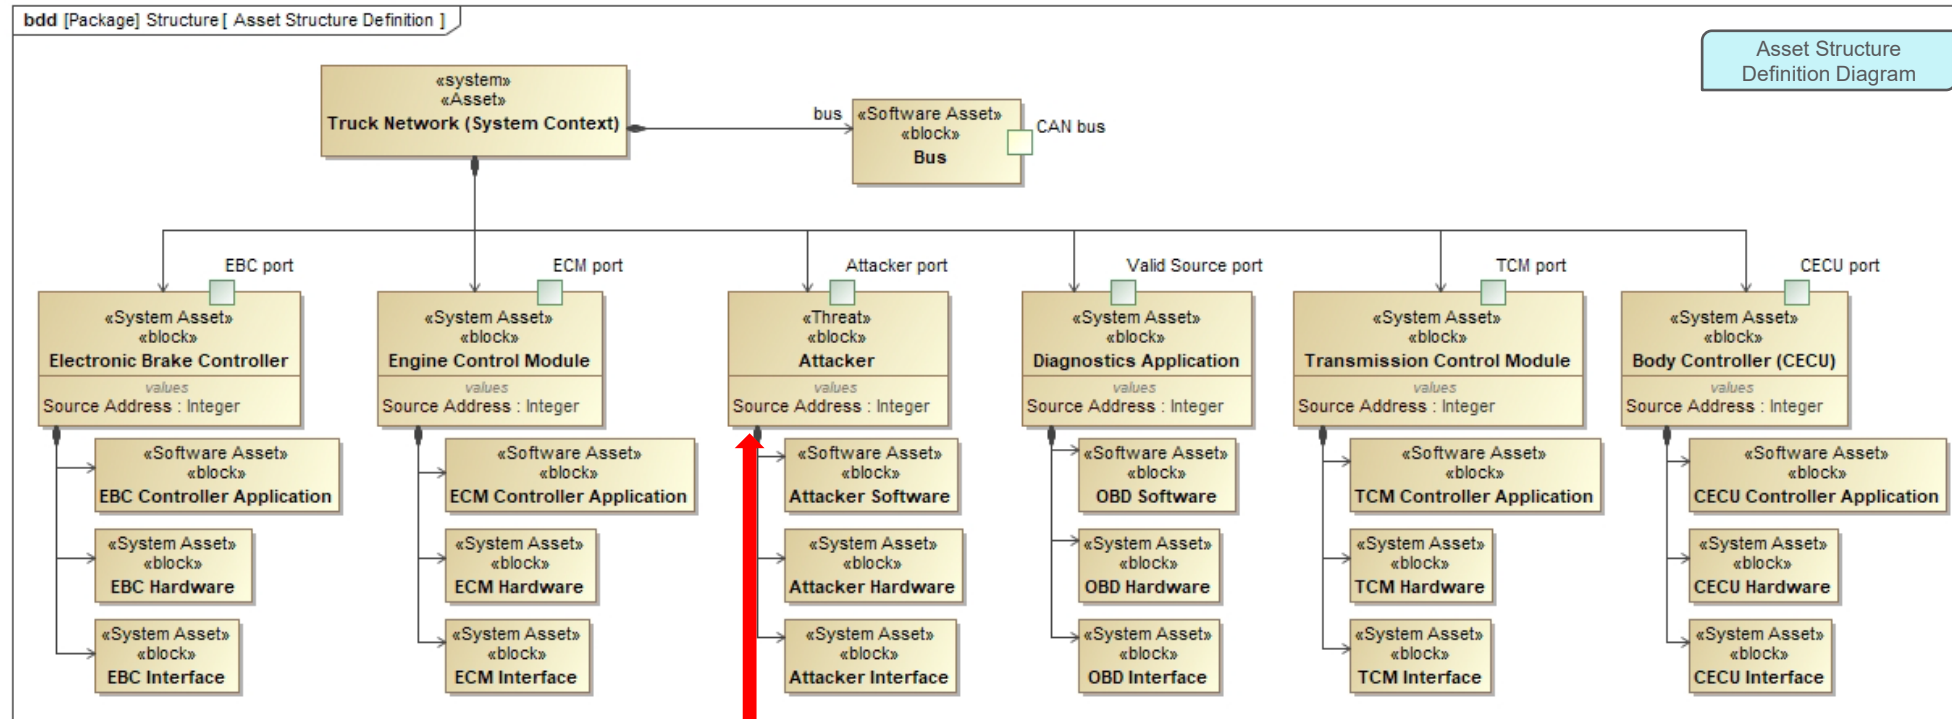 bdd [Package] Structure [ Asset Structure Definition ]
Asset Structure
Definition Diagram
«system»
«Asset»
Truck Network (System Context)
bus
«Software Asset»
«block»
Bus
CAN bus
EBC port
«System Asset»
«block»
Electronic Brake Controller
values
Source Address : Integer
ECM port
«System Asset»
«block»
Engine Control Module
values
Source Address : Integer
Attacker port
«Threat»
«block»
Attacker
values
Source Address : Integer
Valid Source port
«System Asset»
«block»
Diagnostics Application
values
Source Address : Integer
TCM port
«System Asset»
«block»
Transmission Control Module
values
Source Address : Integer
CECU port
«System Asset»
«block»
Body Controller (CECU)
values
Source Address : Integer
«Software Asset»
«block»
EBC Controller Application
«Software Asset»
«block»
ECM Controller Application
«Software Asset»
«block»
Attacker Software
«Software Asset»
«block»
OBD Software
«Software Asset»
«block»
TCM Controller Application
«Software Asset»
«block»
CECU Controller Application
«System Asset»
«block»
EBC Hardware
«System Asset»
«block»
ECM Hardware
«System Asset»
«block»
Attacker Hardware
«System Asset»
«block»
OBD Hardware
«System Asset»
«block»
TCM Hardware
«System Asset»
«block»
CECU Hardware
«System Asset»
«block»
EBC Interface
«System Asset»
«block»
ECM Interface
«System Asset»
«block»
Attacker Interface
«System Asset»
«block»
OBD Interface
«System Asset»
«block»
TCM Interface
«System Asset»
«block»
CECU Interface